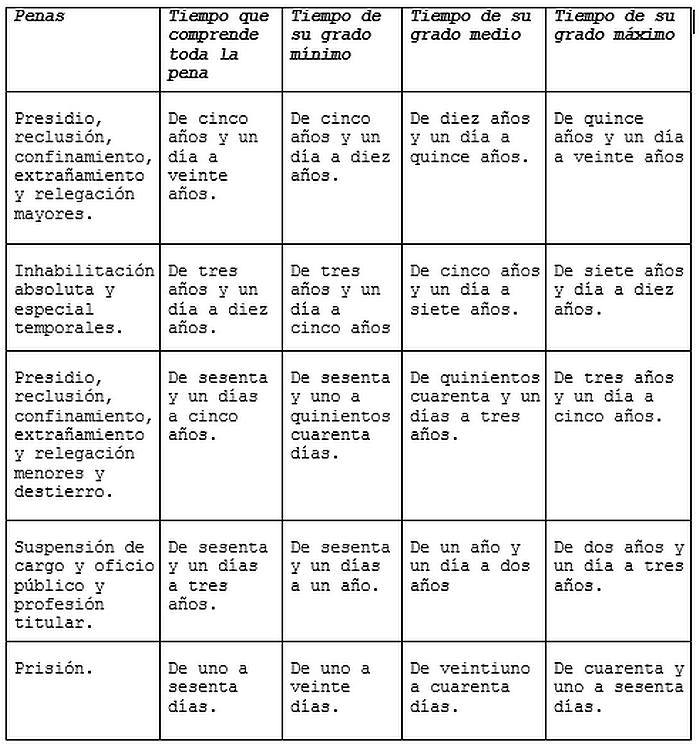 Penas
Tiempo que
comprende
toda la
pena
Tiempo de
su grado
mínimo
Tiempo de su
grado medio
Tiempo de su
grado máximo
Presidio,
reclusión,
confinamiento,
extrañamiento
y relegación
mayores.
De cinco
años y un
día a
veinte
años.
De cinco
años y un
día a diez
años.
De diez años
y un día a
quince años.
De quince
años y un día
a veinte años
Inhabilitación
absoluta y
especial
temporales.
De tres
años y un
día a diez
años.
De tres
años y un
día a
cinco años
De cinco años
y un día a
siete años.
De siete años
y día a diez
años.
Presidio,
reclusión,
confinamiento,
extrañamiento
y relegación
menores y
destierro.
De sesenta
y un días
a cinco
años.
De sesenta
y uno a
quinientos
cuarenta
días.
De quinientos
cuarenta y un
días a tres
años.
De tres años
y un día a
cinco años.
Suspensión de
cargo y oficio
público y
profesión
titular.
De sesenta
y un días
a tres
años.
De sesenta
y un días
a un año.
De un año y
un día a dos
años
De dos años y
un día a tres
años.
Prisión.
De uno a
sesenta
días.
De uno a
veinte
días.
De veintiuno
a cuarenta
días.
De cuarenta y
uno a sesenta
días.